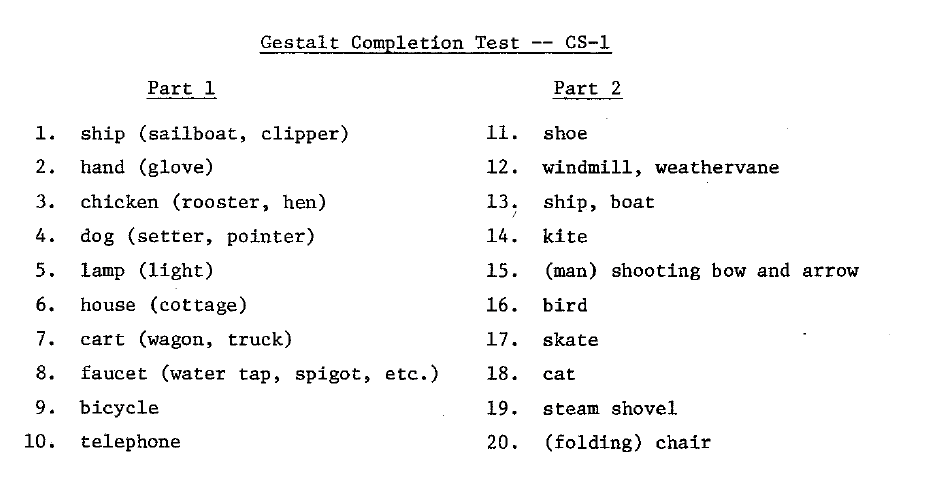 Gestalt Completion Test -- CS-1
Part 1
1. ship (sailboat, clipper)
2. hand (glove)
3. chicken (rooster, hen)
4. dog (setter, pointer)
5. lamp (light)
6. house (cottage)
7. cart (wagon, truck)
8. faucet (water tap, spigot, etc.)
9. bicycle
10. telephone
Part 2
11. shoe
12. windmill, weathervane
13. ship, boat
14. kite
15. (man) shooting bow and arrow
16. bird
17. skate
18. cat
19. steam shovel
20. (folding) chair